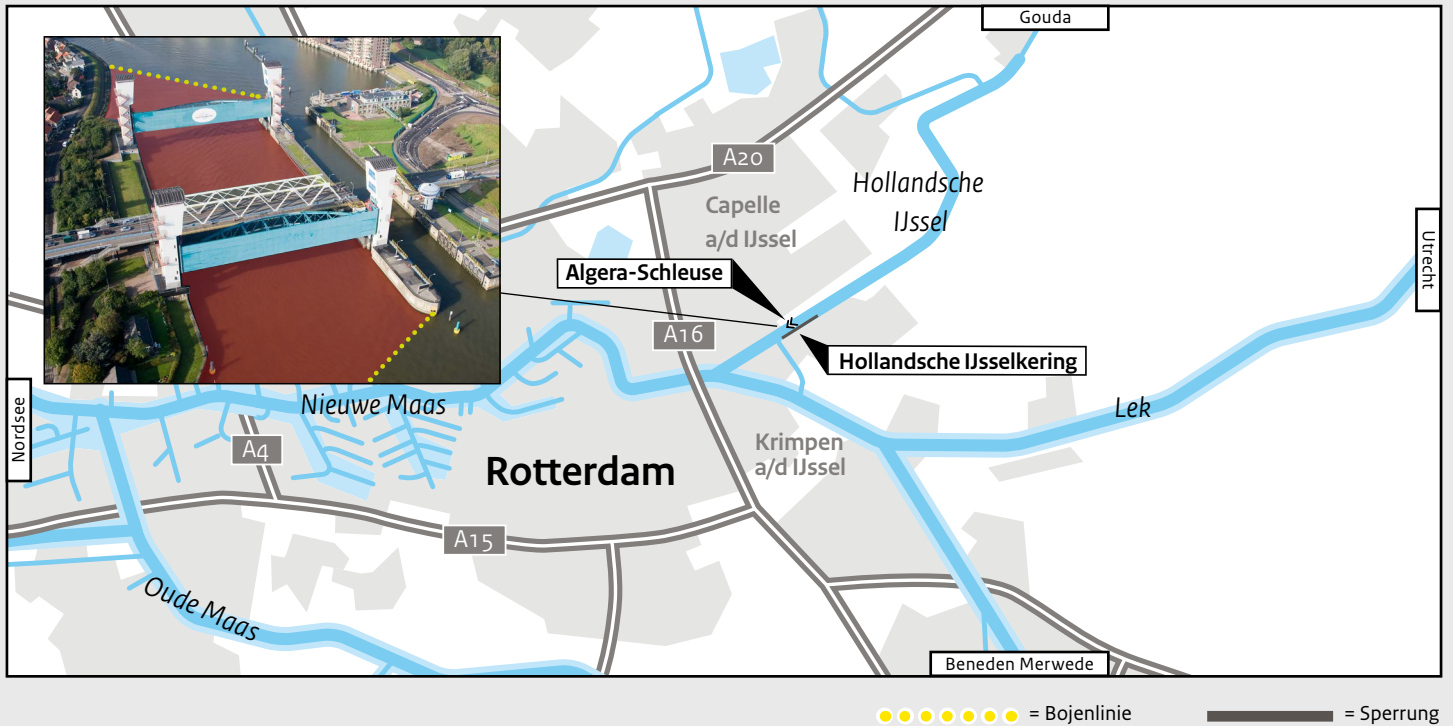 Gouda
A20
Hollandsche
IJssel
Capelle
a/d IJssel
Utrecht
Algera-Schleuse
A16
Hollandsche IJsselkering
Nordsee
Nieuwe Maas
Lek
A4
Krimpen
a/d IJssel
Rotterdam
A15
Oude Maas
Beneden Merwede
= Bojenlinie
= Sperrung